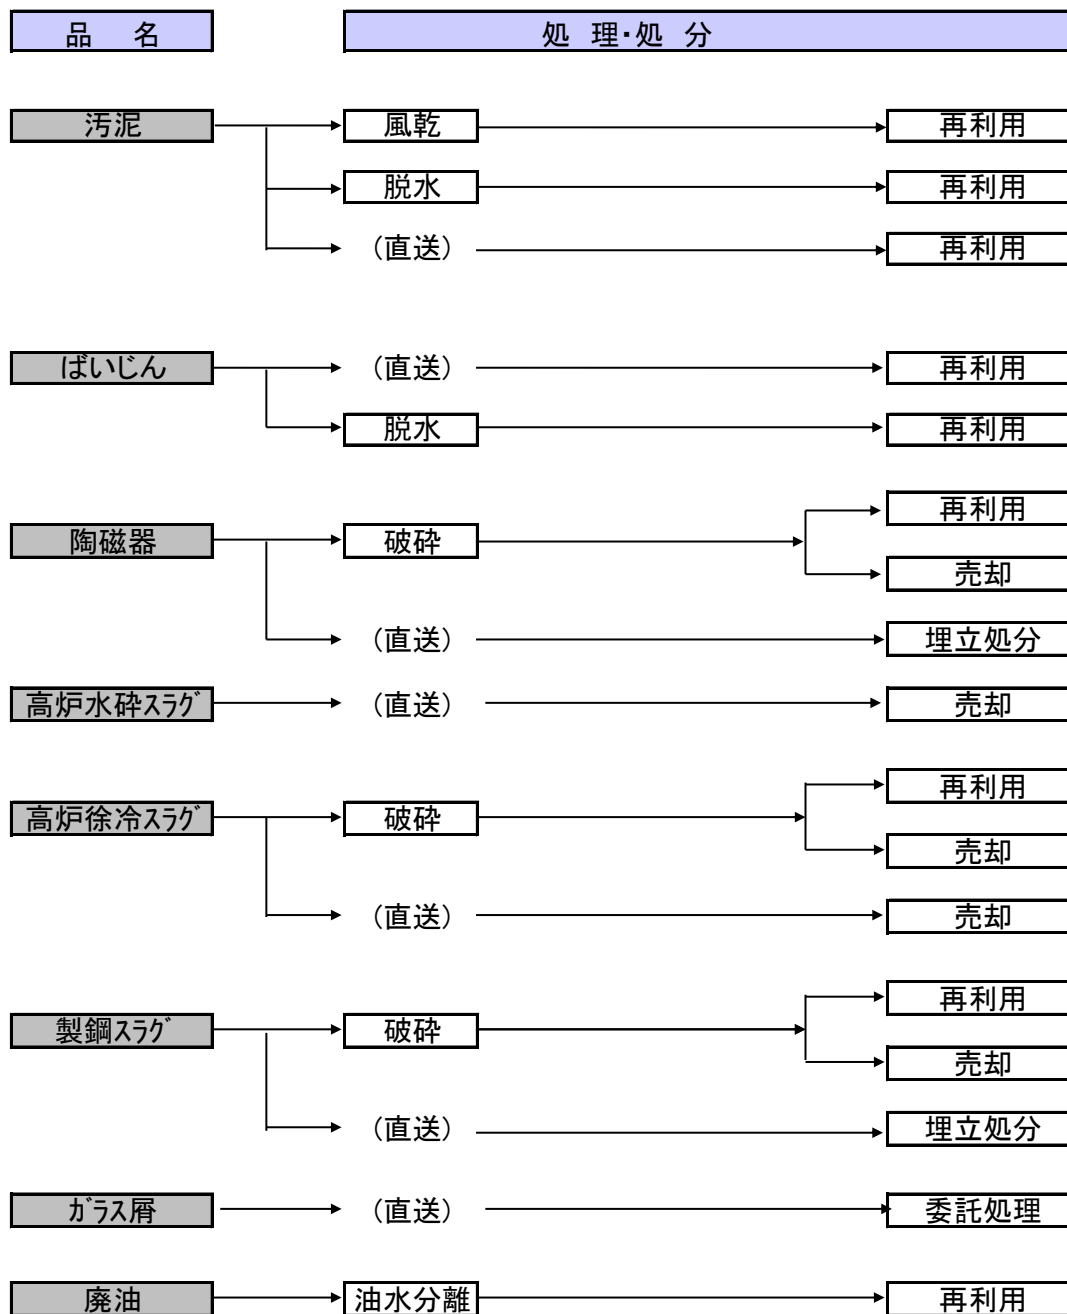 品 名 処 理・処 分
汚泥 風乾 再利用
脱水 再利用
（直送） 再利用
ばいじん （直送） 再利用
脱水 再利用
再利用
陶磁器 破砕
売却
（直送） 埋立処分
高炉水砕ｽﾗｸﾞ （直送） 売却
再利用
高炉徐冷ｽﾗｸﾞ 破砕
売却
（直送） 売却
再利用
製鋼ｽﾗｸﾞ 破砕
売却
（直送） 埋立処分
ｶﾞﾗｽ屑 （直送） 委託処理
廃油 油水分離 再利用